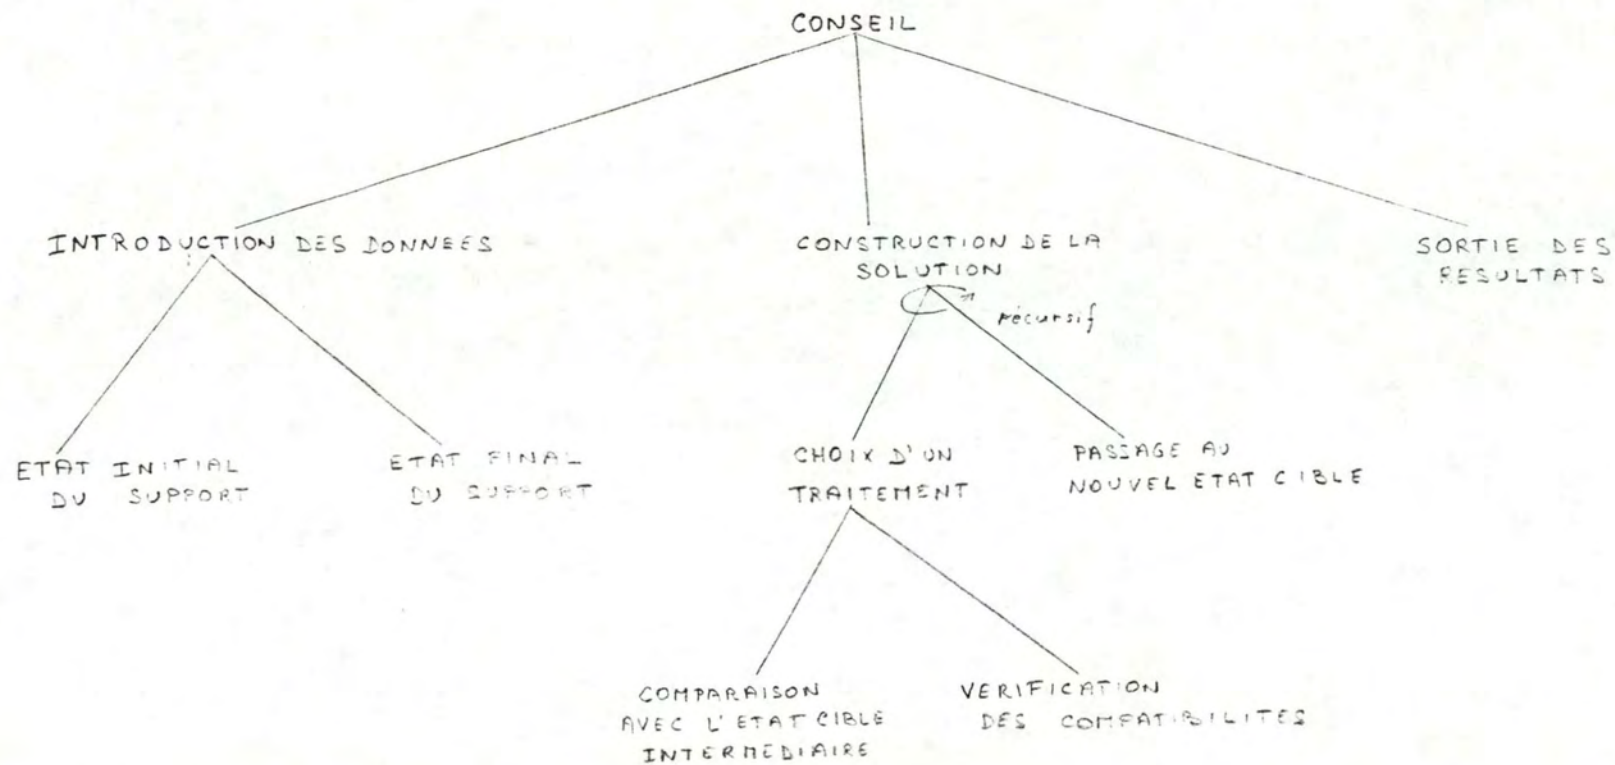 CONSEIL
INTRODUCTION DES DONNEES
CONSTRUCTION DE LA
SOLUTION
SORTIE DES
RESULTATS
récursif
ETAT INITIAL
DU SUPPORT
ETAT FINAL
DU SUPPORT
CHOIX D'UN
TRAITEMENT
PASSAGE AU
NOUVEL ETAT CIBLE
COMPARAISON
AVEC L'ETAT CIBLE
INTERMEDIAIRE
VERIFICATION
DES COMPATIBILITES